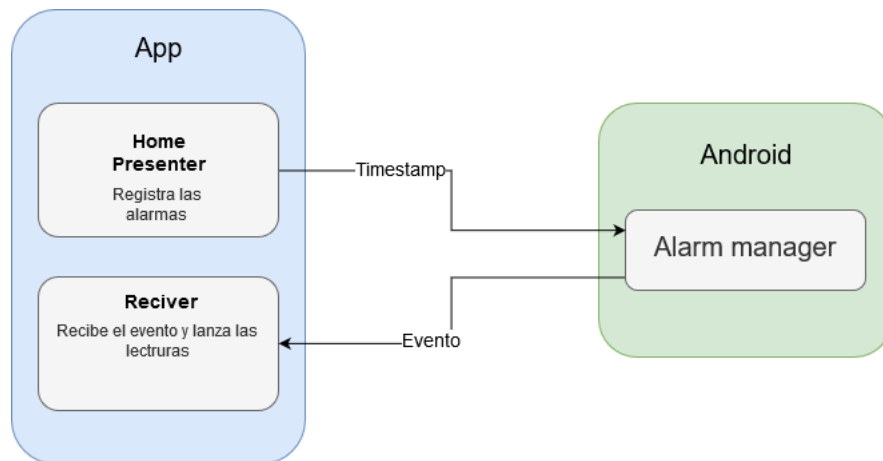 App
Home
Presenter
Registra las
alarmas
Timestamp
Android
Alarm manager
Reciver
Recibe el evento y lanza las
lectruras
Evento